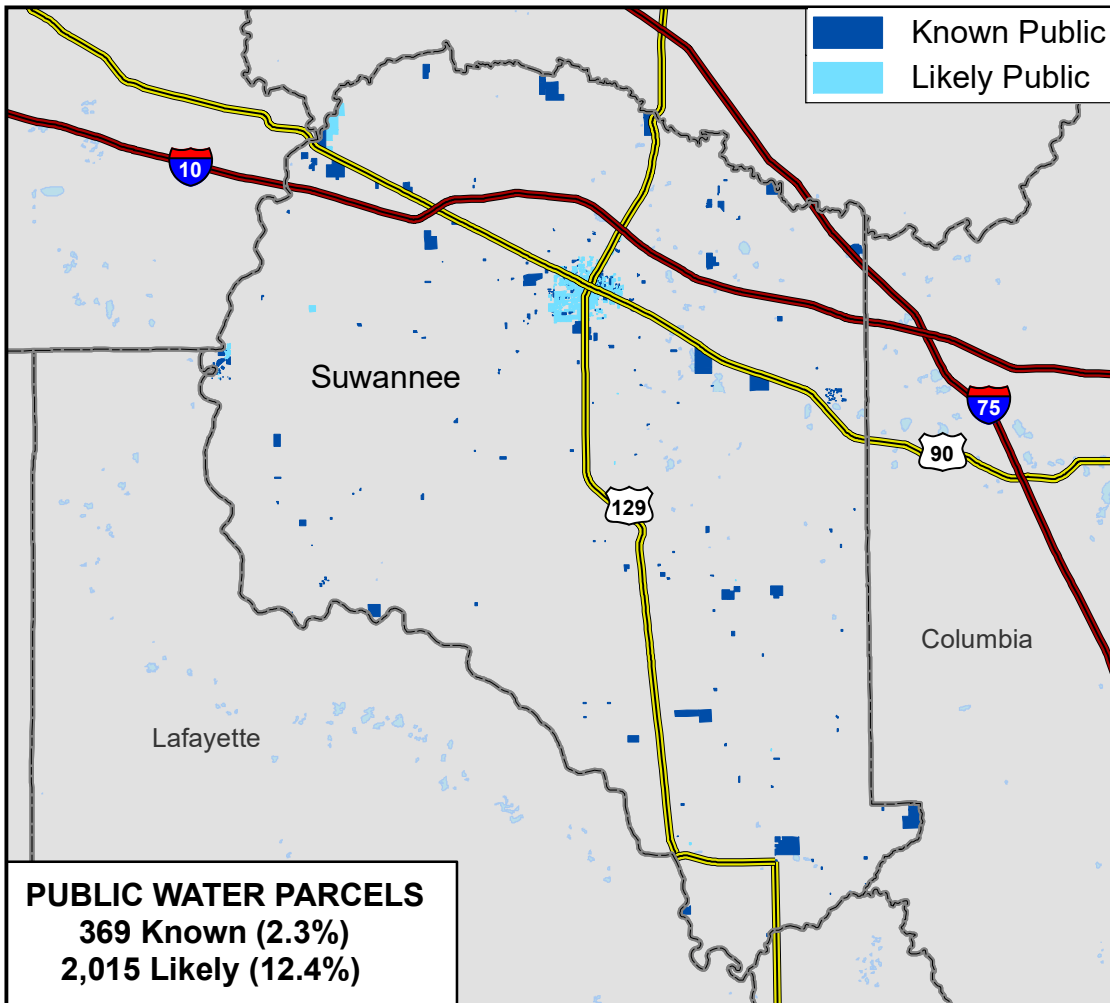 Known Public
Likely Public
10
Suwannee
75
90
129
Columbia
Lafayette
PUBLIC WATER PARCELS
369 Known (2.3%)
2,015 Likely (12.4%)